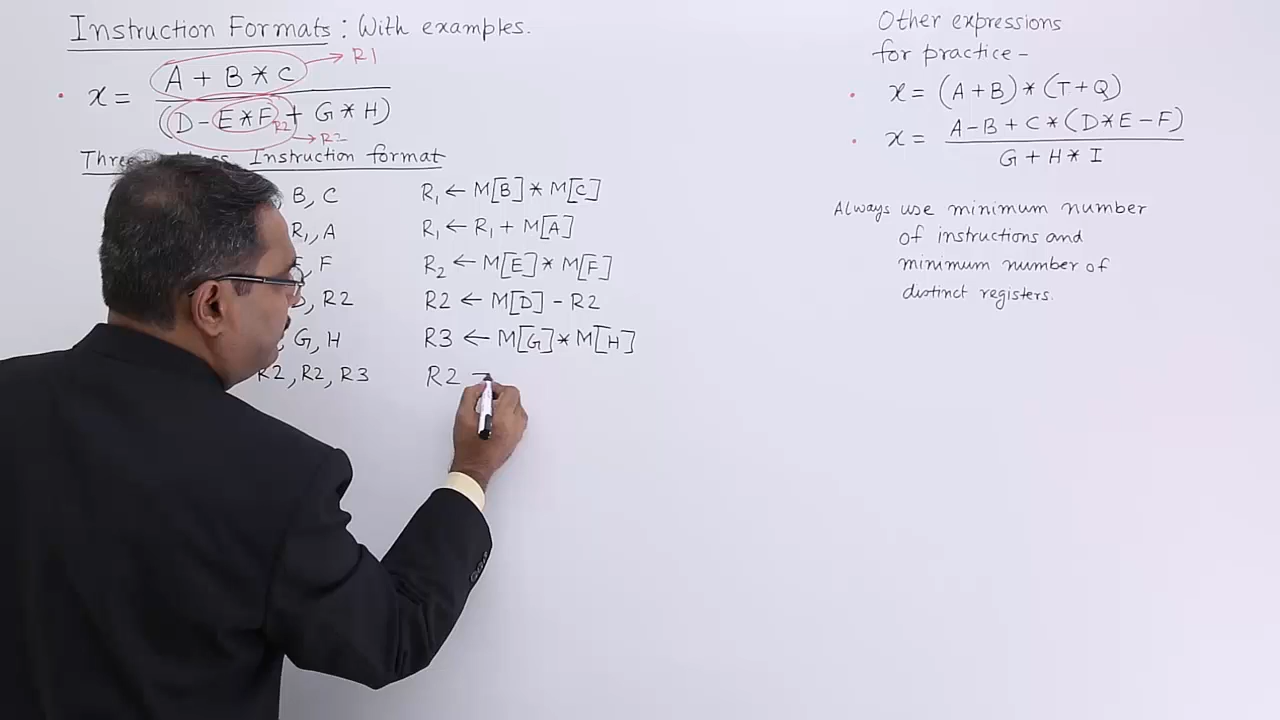 Instruction Formats: With examples.
A + B * C → R1
x =
(D - E * F + G * H)
R2
→ R2
Instruction format
B, C R₁ ← M[B] * M[C]
R₁, A R₁ ← R₁ + M[A]
F R₂ ← M[E] * M[F]
R2 R2 ← M[D] - R2
G, H R3 ← M[G] * M[H]
R2, R2, R3 R2
Other expressions
for practice -
x = (A + B) * (T + Q)
x = A - B + C * (D * E - F)
G + H * I
Always use minimum number
of instructions and
minimum number of
distinct registers.